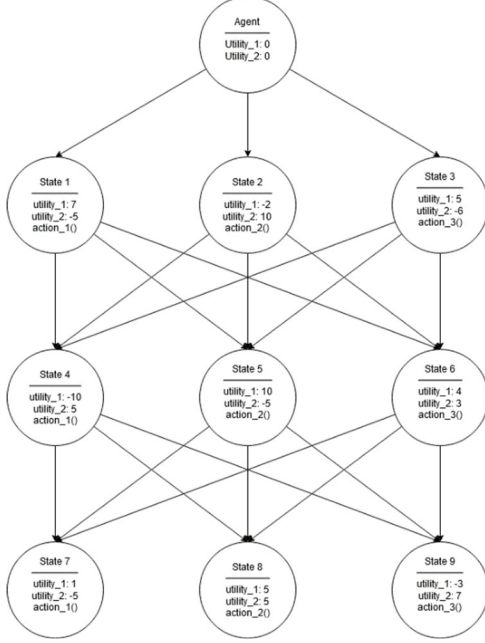 Agent
Utility_1: 0
Utility_2: 0
State 1
utility_1: 7
utility_2: -5
action_1()
State 2
utility_1: -2
utility_2: 10
action_2()
State 3
utility_1: 5
utility_2: -6
action_3()
State 4
utility_1: -10
utility_2: 5
action_1()
State 5
utility_1: 10
utility_2: -5
action_2()
State 6
utility_1: 4
utility_2: 3
action_3()
State 7
utility_1: 1
utility_2: -5
action_1()
State 8
utility_1: 5
utility_2: 5
action_2()
State 9
utility_1: -3
utility_2: 7
action_3()